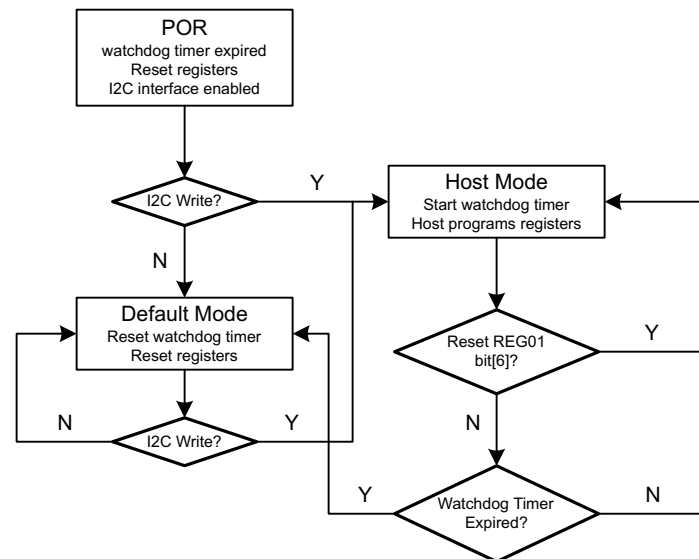 POR
watchdog timer expired
Reset registers
I2C interface enabled
I2C Write?
Y
N
Host Mode
Start watchdog timer
Host programs registers
Default Mode
Reset watchdog timer
Reset registers
Reset REG01
bit[6]?
Y
N
I2C Write?
N
Y
Watchdog Timer
Expired?
Y
N